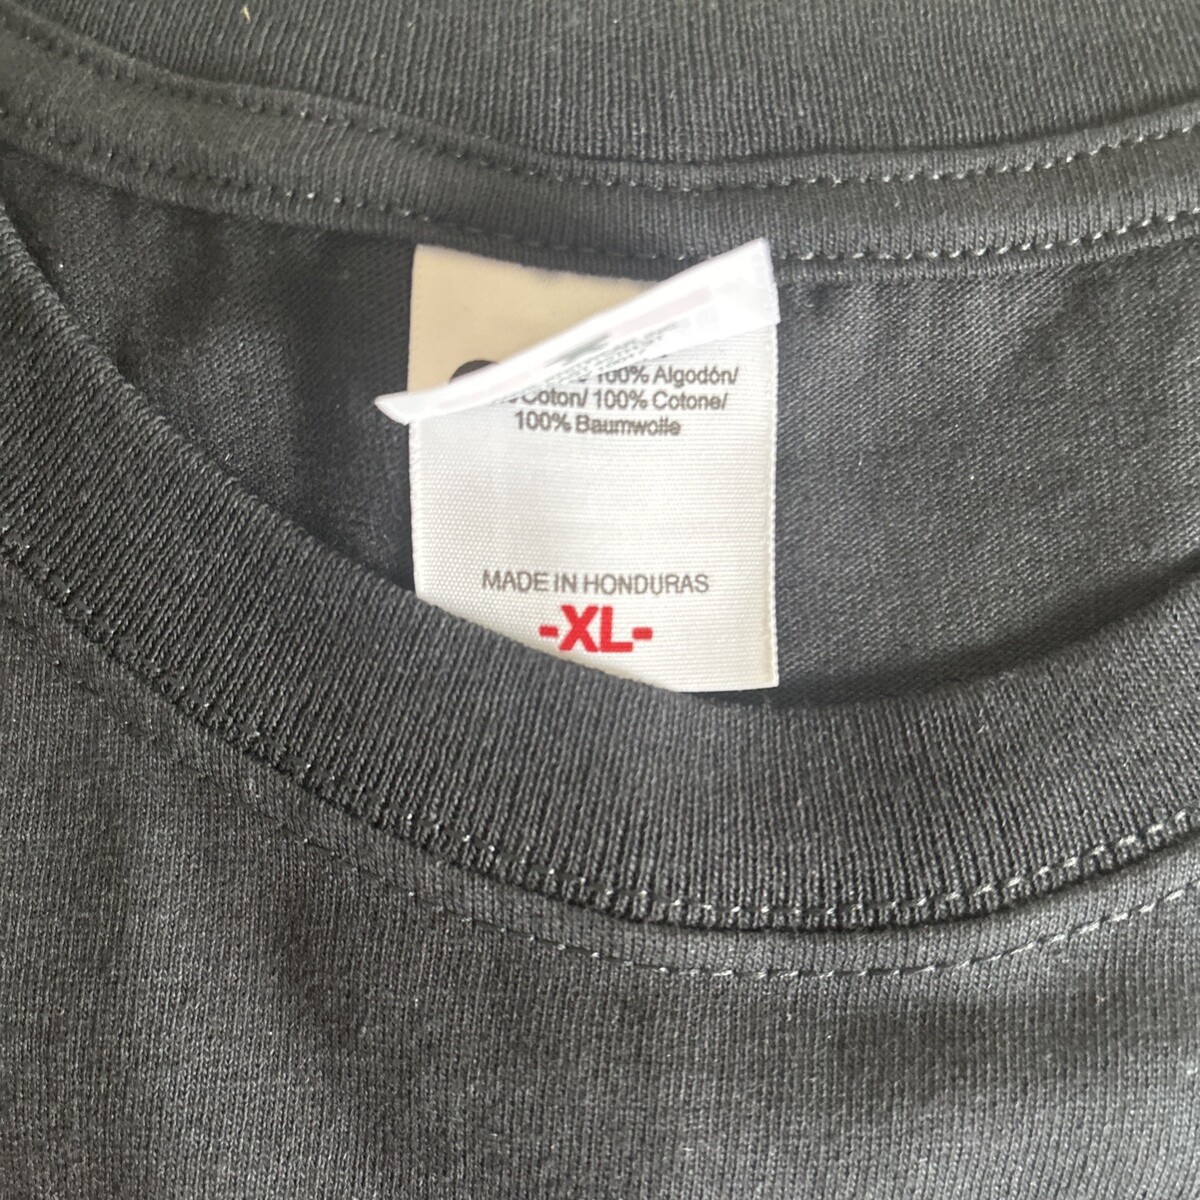 100% Algodón/
Coton/ 100% Cotone/
100% Baumwolle
MADE IN HONDURAS
-XL-